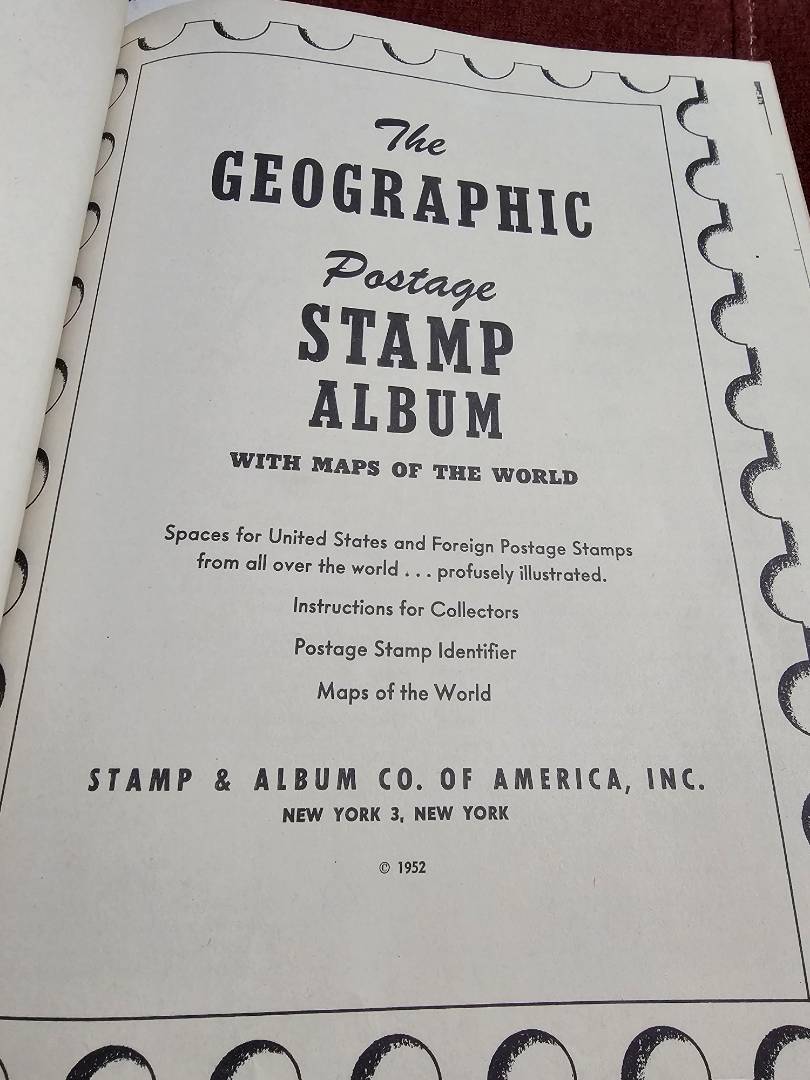 The
GEOGRAPHIC
Postage
STAMP
ALBUM
WITH MAPS OF THE WORLD
Spaces for United States and Foreign Postage Stamps
from all over the world . . . profusely illustrated.
Instructions for Collectors
Postage Stamp Identifier
Maps of the World
STAMP & ALBUM CO. OF AMERICA, INC.
NEW YORK 3, NEW YORK
© 1952